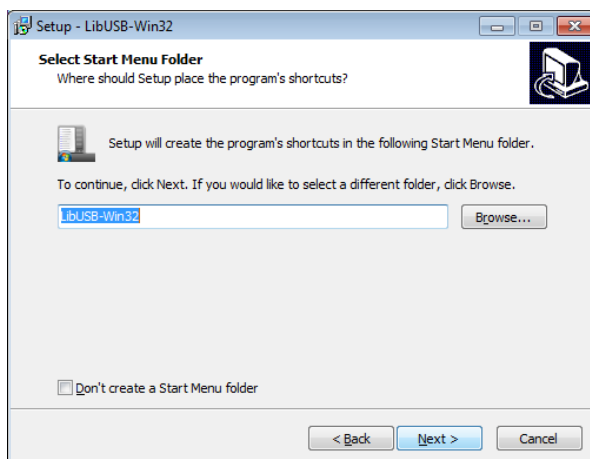 Setup - LibUSB-Win32
Select Start Menu Folder
Where should Setup place the program's shortcuts?
Setup will create the program's shortcuts in the following Start Menu folder.
To continue, click Next. If you would like to select a different folder, click Browse.
LibUSB-Win32
Browse...
Don't create a Start Menu folder
< Back
Next >
Cancel